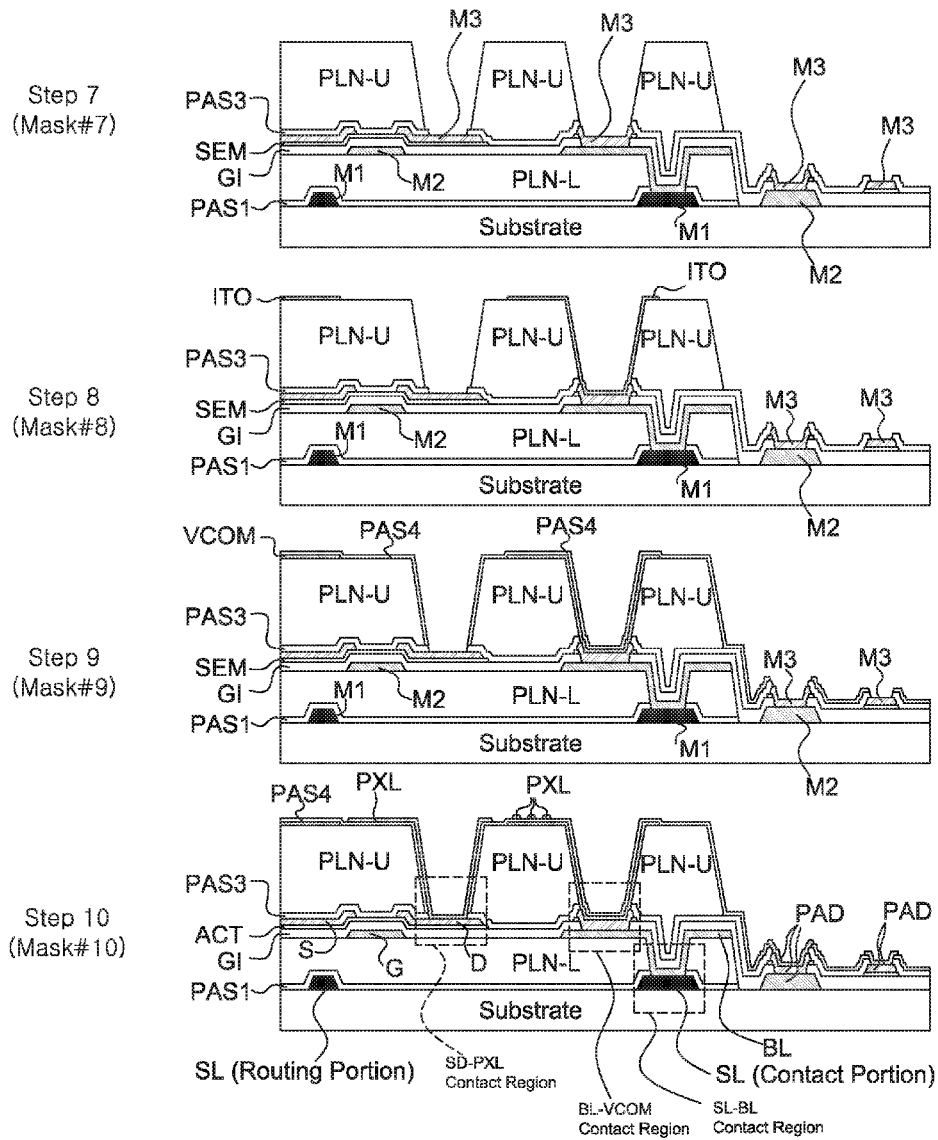 Step 7
(Mask#7)
M3
M3
M3
M3
PLN-U
PLN-U
PLN-U
PAS3
SEM
GI
M1
M2
PLN-L
PAS1
Substrate
M1
M2
Step 8
(Mask#8)
ITO
ITO
PLN-U
PLN-U
PLN-U
PAS3
SEM
GI
M1
M2
PLN-L
M3
M3
PAS1
Substrate
M1
M2
Step 9
(Mask#9)
VCOM
PAS4
PAS4
PLN-U
PLN-U
PLN-U
PAS3
SEM
GI
M1
M2
PLN-L
M3
M3
PAS1
Substrate
M1
M2
Step 10
(Mask#10)
PAS4
PXL
PXL
PLN-U
PLN-U
PLN-U
PAS3
ACT
GI
S
G
D
PLN-L
PAD
PAD
PAS1
Substrate
BL
SL (Routing Portion)
SD-PXL
Contact Region
SL (Contact Portion)
BL-VCOM
Contact Region
SL-BL
Contact Region